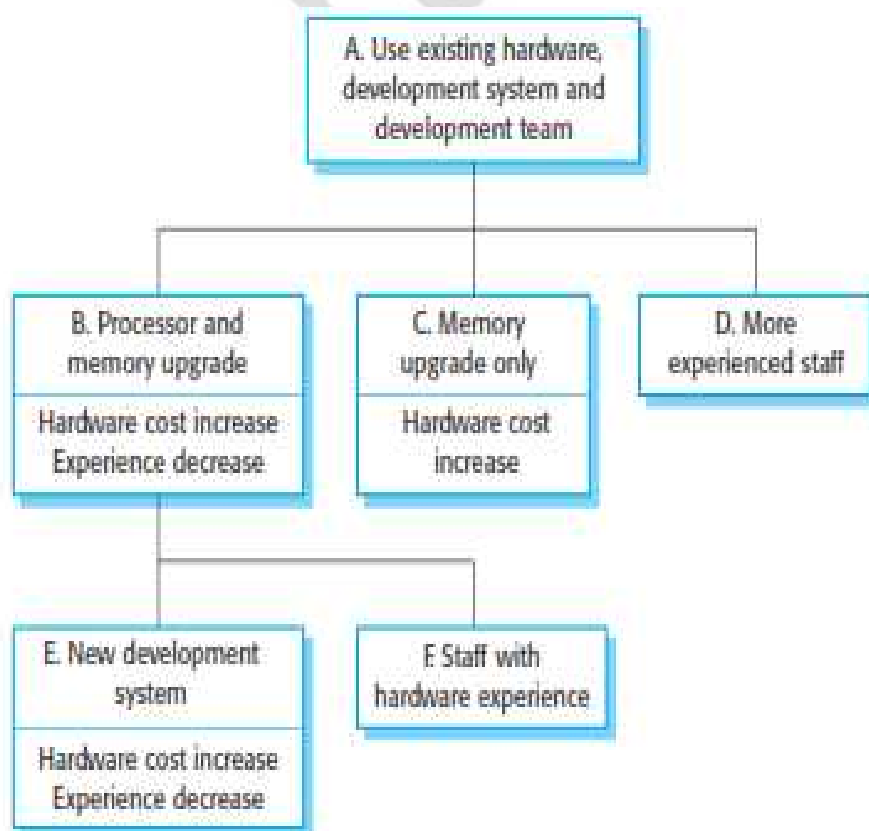 A. Use existing hardware,
development system and
development team
B. Processor and
memory upgrade
Hardware cost increase
Experience decrease
C. Memory
upgrade only
Hardware cost
increase
D. More
experienced staff
E. New development
system
Hardware cost increase
Experience decrease
F. Staff with
hardware experience